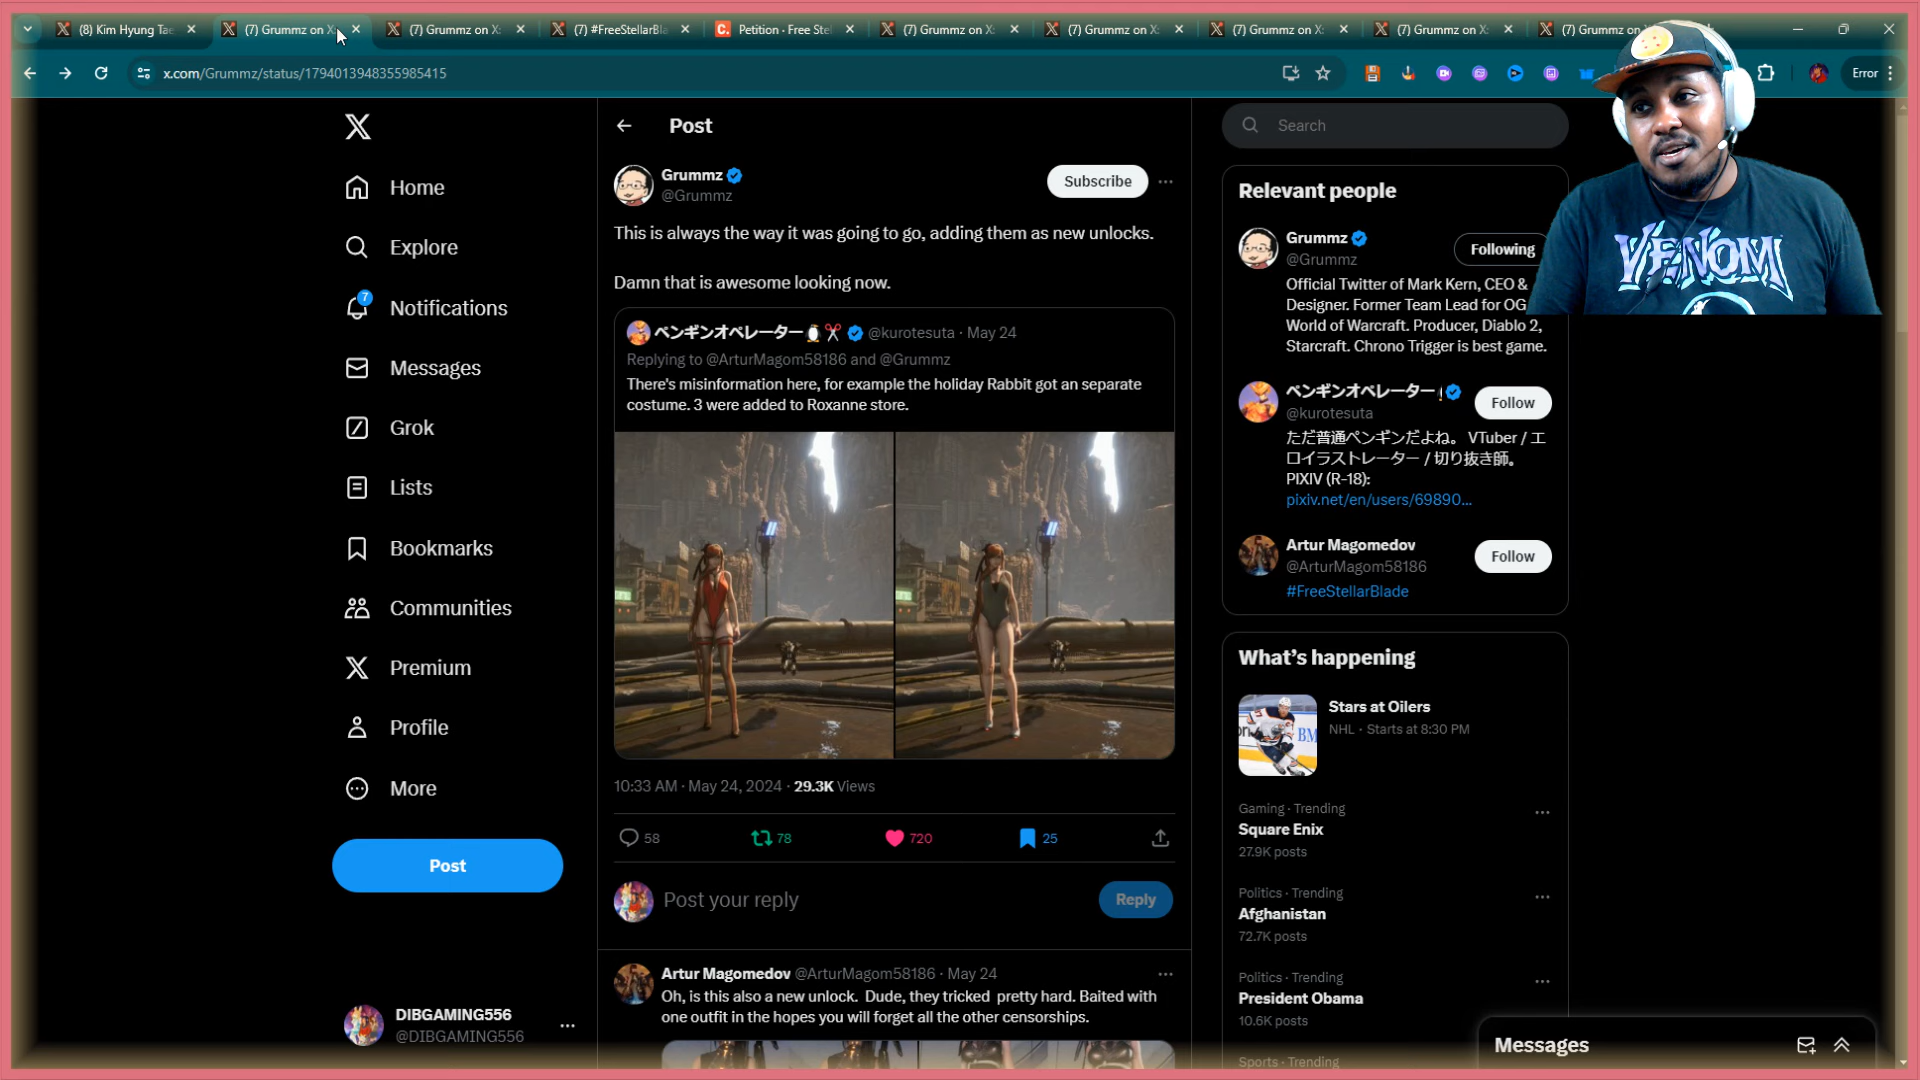 (8) Kim Hyung Tae
(7) Grummz on X:
(7) Grummz on X:
(7) #FreeStellarBla
Petition · Free Stel
(7) Grummz on X:
(7) Grummz on X:
(7) Grummz on X:
(7) Grummz on X:
(7) Grummz on
x.com/Grummz/status/1794013948355985415
Error
Home
Explore
7
Notifications
Messages
Grok
Lists
Bookmarks
Communities
Premium
Profile
More
Post
DIBGAMING556
@DIBGAMING556
Post
Grummz
@Grummz
Subscribe
This is always the way it was going to go, adding them as new unlocks.
Damn that is awesome looking now.
ペンギンオペレーター🐧✂️ @kurotesuta · May 24
Replying to @ArturMagom58186 and @Grummz
There's misinformation here, for example the holiday Rabbit got an separate
costume. 3 were added to Roxanne store.
10:33 AM · May 24, 2024 · 29.3K Views
58
78
720
25
Post your reply
Reply
Artur Magomedov @ArturMagom58186 · May 24
Oh, is this also a new unlock. Dude, they tricked pretty hard. Baited with
one outfit in the hopes you will forget all the other censorships.
Search
Relevant people
Grummz
@Grummz
Following
Official Twitter of Mark Kern, CEO &
Designer. Former Team Lead for OG
World of Warcraft. Producer, Diablo 2,
Starcraft. Chrono Trigger is best game.
ペンギンオペレーター
@kurotesuta
Follow
ただ普通ペンギンだよね。 VTuber / エ
ロイラストレーター / 切り抜き師。
PIXIV (R-18):
pixiv.net/en/users/69890...
Artur Magomedov
@ArturMagom58186
Follow
#FreeStellarBlade
What's happening
Stars at Oilers
NHL · Starts at 8:30 PM
Gaming · Trending
Square Enix
27.9K posts
Politics · Trending
Afghanistan
72.7K posts
Politics · Trending
President Obama
10.6K posts
Sports · Trending
Messages
VENOM